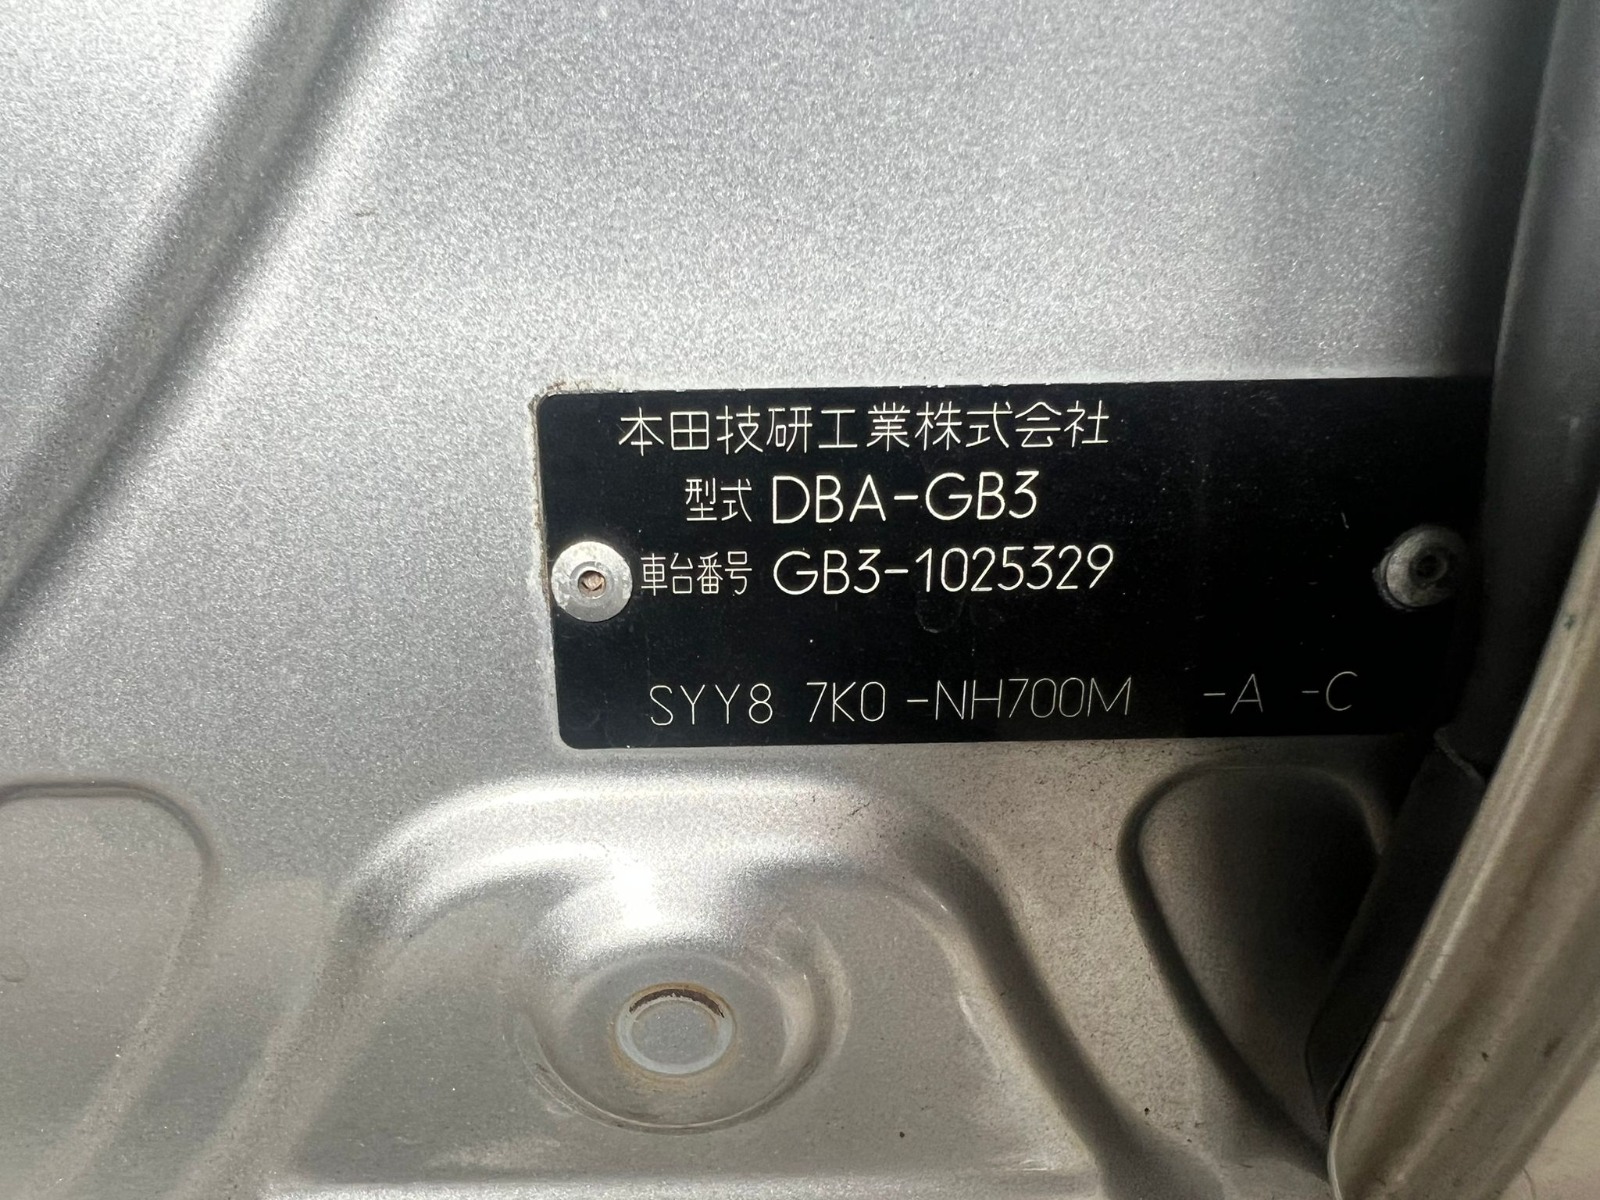 本田技研工業株式会社
型式 DBA-GB3
車台番号 GB3-1025329
SYY8 7K0 -NH700M -A -C